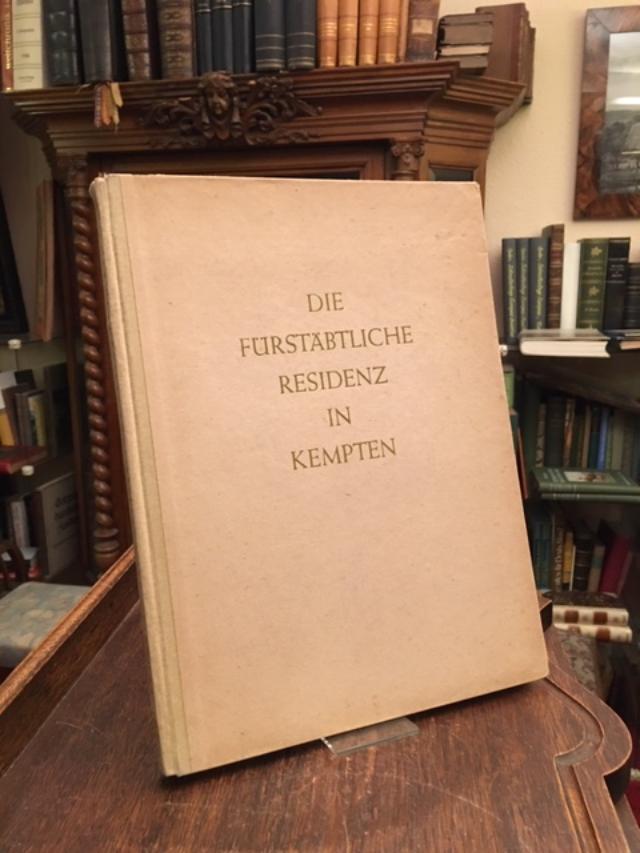 DIE
FÜRSTÄBTLICHE
RESIDENZ
IN
KEMPTEN